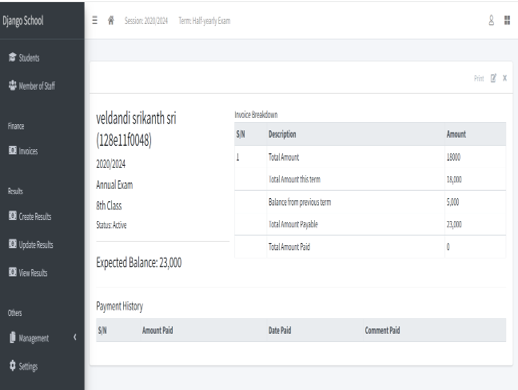 Django School
Session: 2020/2024 Term: Half-yearly Exam
Students
Member of Staff
Finance
Invoices
Results
Create Results
Update Results
View Results
Others
Management
Settings
Print
veldandi srikanth sri
(128e11f0048)
2020/2024
Annual Exam
8th Class
Status: Active
Expected Balance: 23,000
Invoice Breakdown
S/N Description Amount
1 Total Amount 18000
Total Amount this term 18,000
Balance from previous term 5,000
Total Amount Payable 23,000
Total Amount Paid 0
Payment History
S/N Amount Paid Date Paid Comment Paid